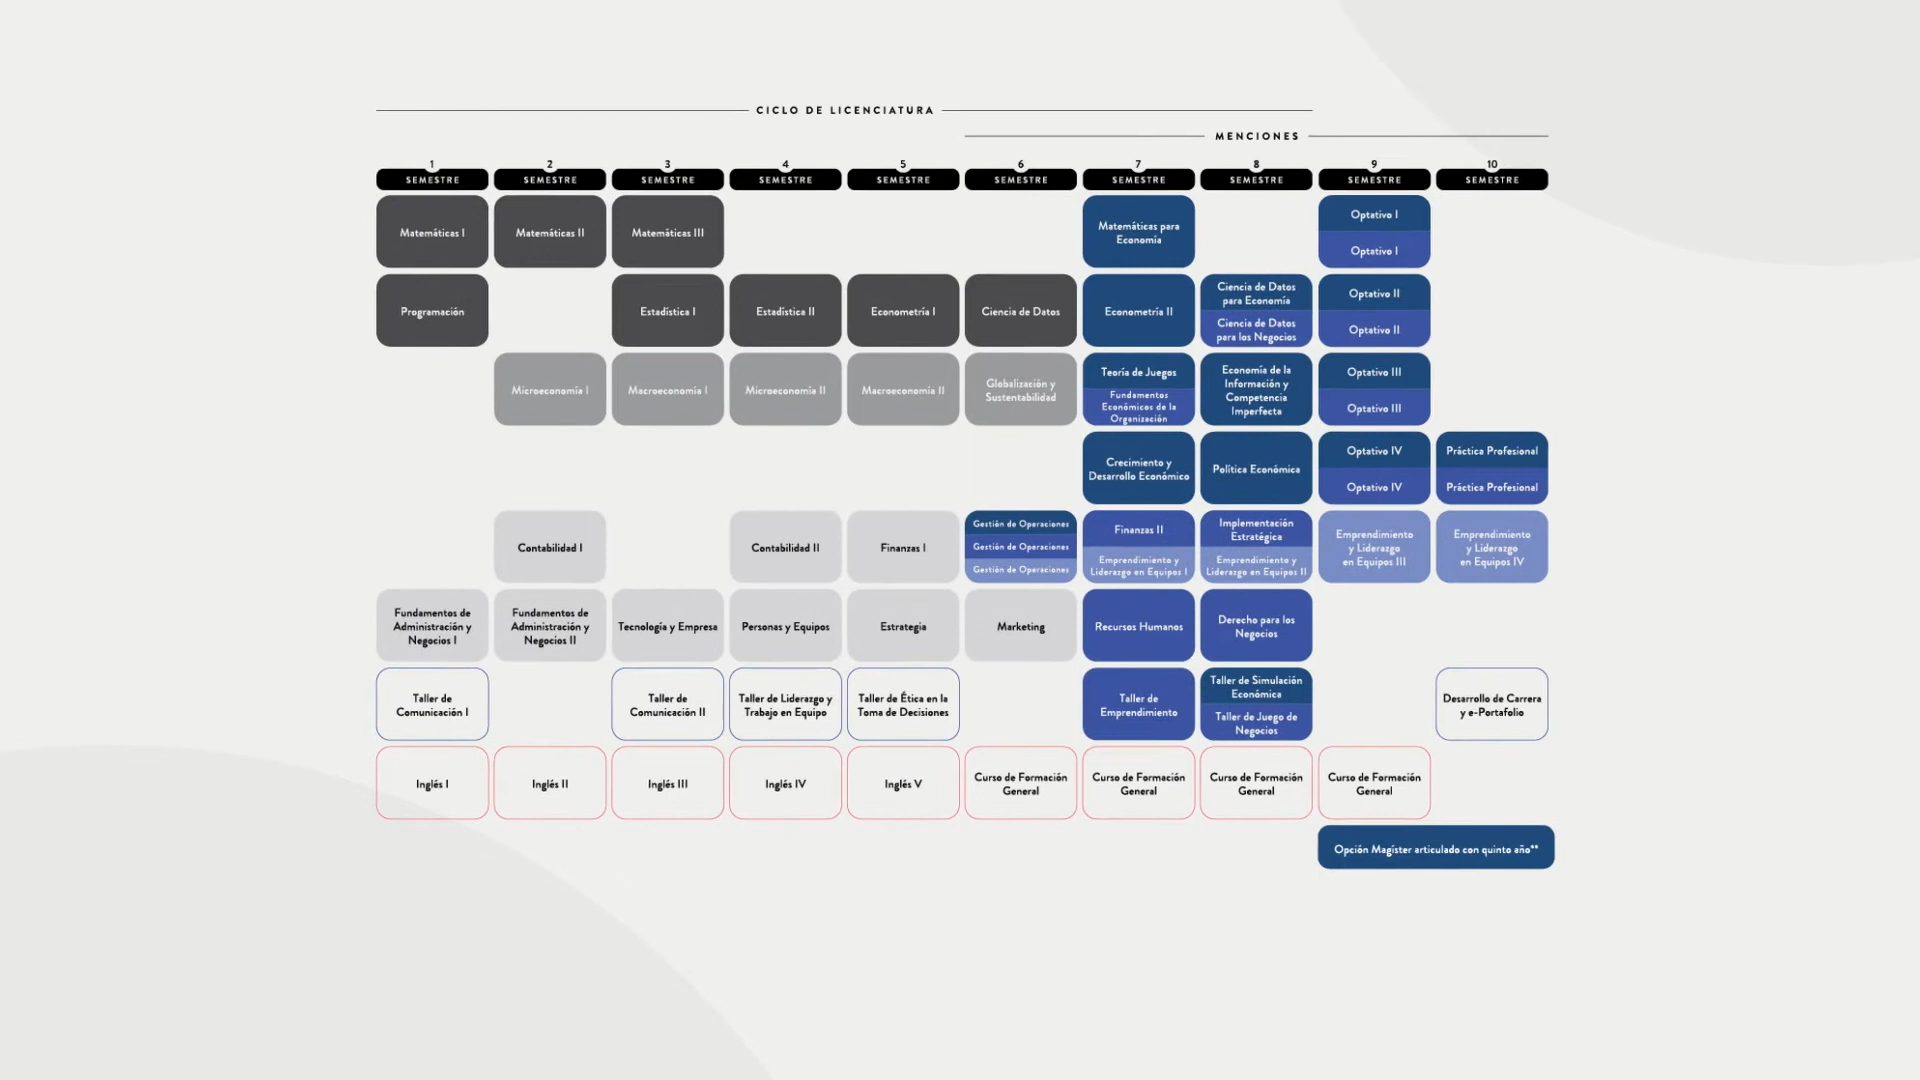 CICLO DE LICENCIATURA
MENCIONES
1
2
3
4
5
6
7
8
9
10
SEMESTRE
SEMESTRE
SEMESTRE
SEMESTRE
SEMESTRE
SEMESTRE
SEMESTRE
SEMESTRE
SEMESTRE
SEMESTRE
Matemáticas I
Matemáticas II
Matemáticas III
Matemáticas para
Economía
Optativo I
Optativo I
Programación
Estadística I
Estadística II
Econometría I
Ciencia de Datos
Econometría II
Ciencia de Datos
para Economía
Ciencia de Datos
para los Negocios
Optativo II
Optativo II
Microeconomía I
Macroeconomía I
Microeconomía II
Macroeconomía II
Globalización y
Sustentabilidad
Teoría de Juegos
Fundamentos
Económicos de la
Organización
Economía de la
Información y
Competencia
Imperfecta
Optativo III
Optativo III
Crecimiento y
Desarrollo Económico
Política Económica
Optativo IV
Optativo IV
Práctica Profesional
Práctica Profesional
Contabilidad I
Contabilidad II
Finanzas I
Gestión de Operaciones
Gestión de Operaciones
Gestión de Operaciones
Finanzas II
Emprendimiento y
Liderazgo en Equipos I
Implementación
Estratégica
Emprendimiento y
Liderazgo en Equipos II
Emprendimiento
y Liderazgo
en Equipos III
Emprendimiento
y Liderazgo
en Equipos IV
Fundamentos de
Administración y
Negocios I
Fundamentos de
Administración y
Negocios II
Tecnología y Empresa
Personas y Equipos
Estrategia
Marketing
Recursos Humanos
Derecho para los
Negocios
Taller de
Comunicación I
Taller de
Comunicación II
Taller de Liderazgo y
Trabajo en Equipo
Taller de Ética en la
Toma de Decisiones
Taller de
Emprendimiento
Taller de Simulación
Económica
Taller de Juego de
Negocios
Desarrollo de Carrera
y e-Portafolio
Inglés I
Inglés II
Inglés III
Inglés IV
Inglés V
Curso de Formación
General
Curso de Formación
General
Curso de Formación
General
Curso de Formación
General
Opción Magíster articulado con quinto año**